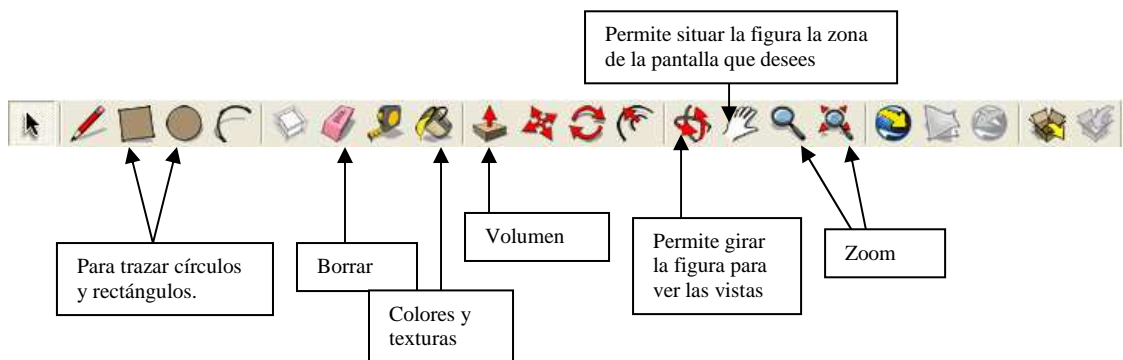 Permite situar la figura la zona
de la pantalla que desees
Para trazar círculos
y rectángulos.
Borrar
Colores y
texturas
Volumen
Permite girar
la figura para
ver las vistas
Zoom